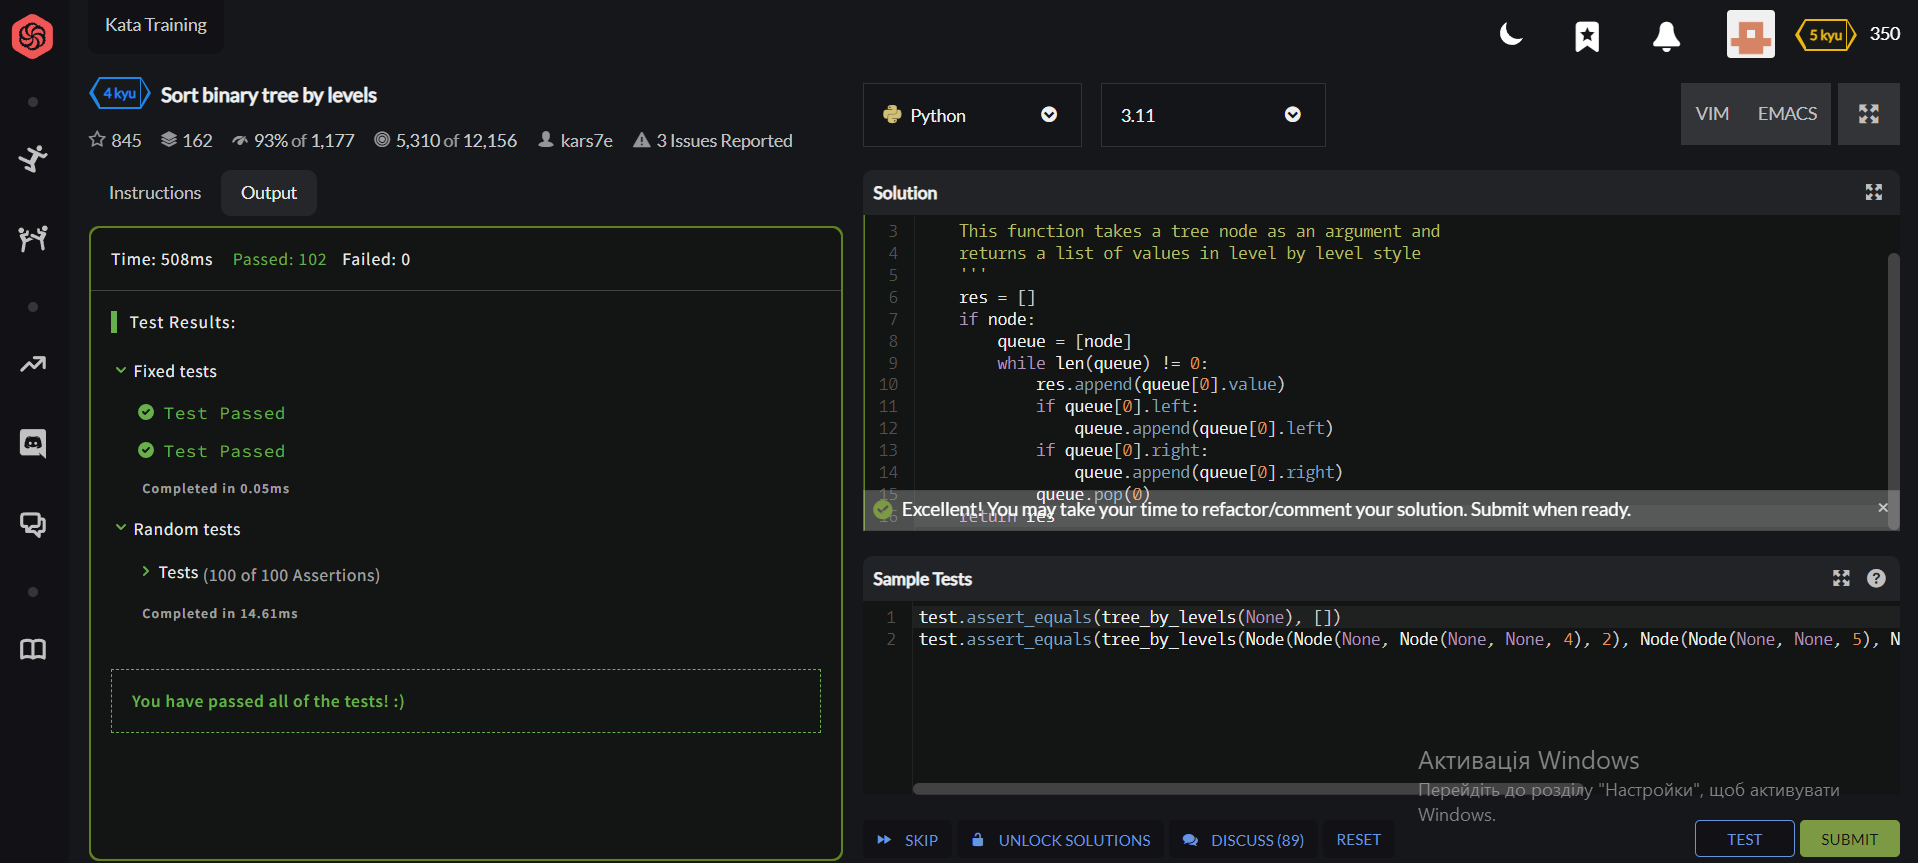 Kata Training
5 kyu 350
4 kyu Sort binary tree by levels
845 162 93% of 1,177 5,310 of 12,156 kars7e 3 Issues Reported
Python
3.11
VIM EMACS
Instructions Output
Time: 508ms Passed: 102 Failed: 0
Test Results:
Fixed tests
Test Passed
Test Passed
Completed in 0.05ms
Random tests
Tests (100 of 100 Assertions)
Completed in 14.61ms
You have passed all of the tests! :)
Solution
3 This function takes a tree node as an argument and
4 returns a list of values in level by level style
5 '''
6 res = []
7 if node:
8 queue = [node]
9 while len(queue) != 0:
10 res.append(queue[0].value)
11 if queue[0].left:
12 queue.append(queue[0].left)
13 if queue[0].right:
14 queue.append(queue[0].right)
15 queue.pop(0)
16 return res
Excellent! You may take your time to refactor/comment your solution. Submit when ready.
Sample Tests
1 test.assert_equals(tree_by_levels(None), [])
2 test.assert_equals(tree_by_levels(Node(Node(None, Node(None, None, 4), 2), Node(Node(None, None, 5), N
Активація Windows
Перейдіть до розділу "Настройки", щоб активувати
Windows.
SKIP UNLOCK SOLUTIONS DISCUSS (89) RESET
TEST SUBMIT